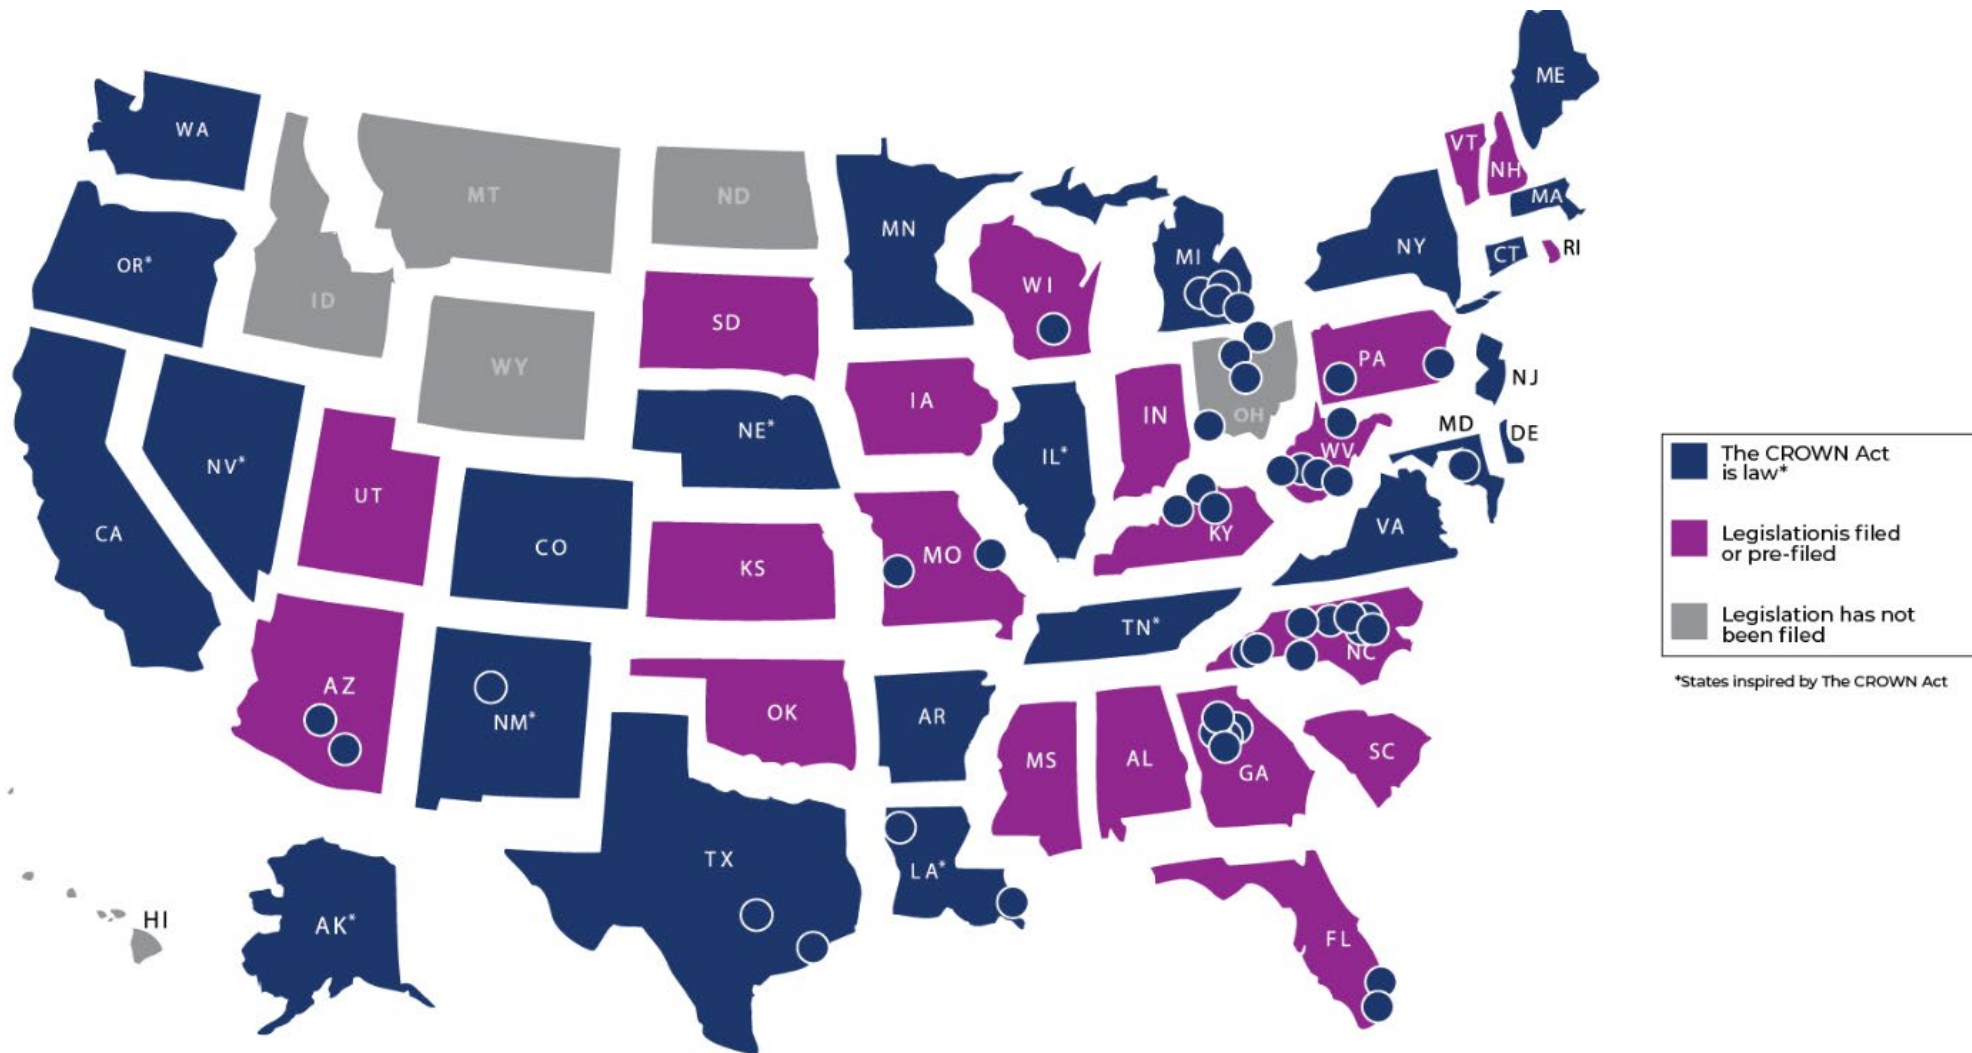 ME
WA
VT
NH
MT
ND
MA
MN
NY
OR*
MI
CT
RI
WI
ID
SD
WY
PA
NJ
IA
IN
OH
NE*
MD
DE
IL*
WV
NV*
UT
CA
CO
MO
VA
KY
KS
TN*
NC
AZ
NM*
OK
AR
MS
AL
GA
SC
TX
LA*
HI
AK*
FL
The CROWN Act
is law*
Legislationis filed
or pre-filed
Legislation has not
been filed
*States inspired by The CROWN Act